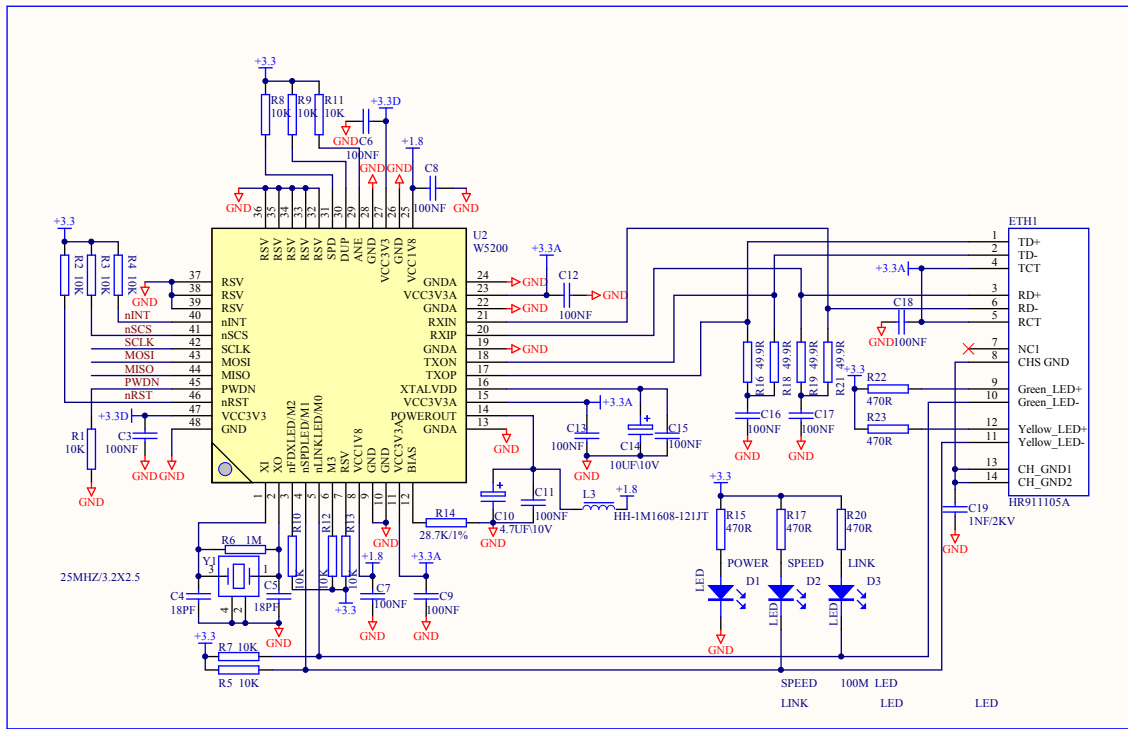 +3.3
R8 R9 R11
10K 10K 10K
+3.3D
GND C6
100NF
+1.8
GND GND
C8
100NF
GND
GND
36 35 34 33 32 31 30 29 28 27 26 25
RSV RSV RSV RSV RSV SPD DUP ANE GND VCC3V3 GND VCC1V8
U2
W5200
+3.3
R2 10K
R3 10K
R4 10K
GND
nINT
nSCS
SCLK
MOSI
MISO
PWDN
nRST
+3.3D
R1
10K
C3
100NF
GND
GND GND
37 RSV
38 RSV
39 RSV
40 nINT
41 nSCS
42 SCLK
43 MOSI
44 MISO
45 PWDN
46 nRST
47 VCC3V3
48 GND
GNDA 24
VCC3V3A 23
GNDA 22
RXIN 21
RXIP 20
GNDA 19
TXON 18
TXOP 17
XTALVDD 16
VCC3V3A 15
POWEROUT 14
GNDA 13
XI XO nFDXLED/M2 nSPDLED/M1 nLINKLED/M0 M3 RSV VCC1V8 GND GND VCC3V3A BIAS
1 2 3 4 5 6 7 8 9 10 11 12
GND
+3.3A
C12
100NF
GND
GND
GND
+3.3A
C13
100NF
C14
10UF\10V
C15
100NF
GND
GND
C10
4.7UF\10V
C11
100NF
GND
L3
+1.8
HH-1M1608-121JT
R14
28.7K/1%
R10
10K
R12
10K
R13
10K
+3.3
GND
+1.8
C7
100NF
GND
+3.3A
C9
100NF
GND
R6 1M
Y1
3 1
4 2
25MHZ/3.2X2.5
C4
18PF
C5
18PF
GND
+3.3
R7 10K
R5 10K
ETH1
1 TD+
2 TD-
4 TCT
3 RD+
6 RD-
5 RCT
7 NC1
8 CHS GND
9 Green_LED+
10 Green_LED-
12 Yellow_LED+
11 Yellow_LED-
13 CH_GND1
14 CH_GND2
HR911105A
+3.3A
C18
100NF
GND
R16 49.9R
R18 49.9R
R19 49.9R
R21 49.9R
C16
100NF
C17
100NF
GND
GND
+3.3
R22
470R
R23
470R
C19
1NF/2KV
GND
+3.3
R15
470R
R17
470R
R20
470R
POWER SPEED LINK
LED D1
LED D2
LED D3
GND
SPEED 100M LED
LINK LED LED